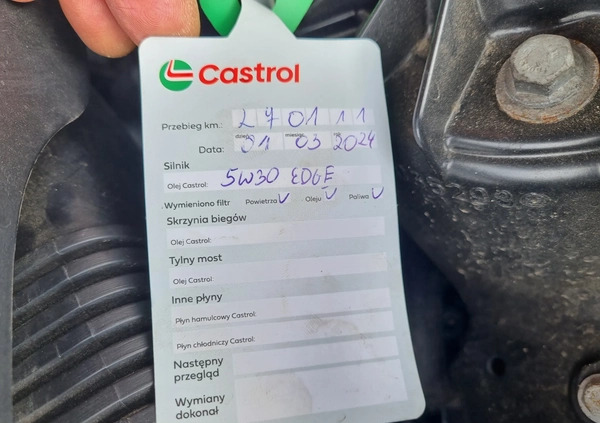 Castrol
Przebieg km.: 270111
Data: dzień 01 miesiąc 03 2024
Silnik
Olej Castrol: 5W30 EDGE
Wymieniono filtr Powietrza ✓ Oleju ✓ Paliwa ✓
Skrzynia biegów
Olej Castrol:
Tylny most
Olej Castrol:
Inne płyny
Płyn hamulcowy Castrol:
Płyn chłodniczy Castrol:
Następny
przegląd
Wymiany
dokonał